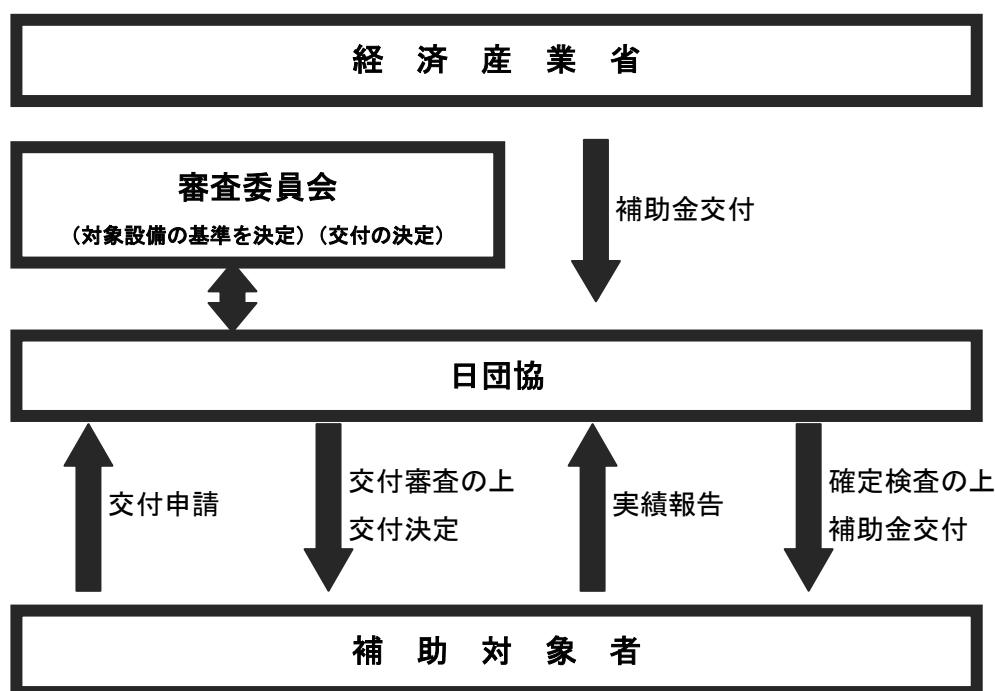 経 済 産 業 省
審査委員会
(対象設備の基準を決定)(交付の決定)
補助金交付
日団協
交付申請
交付審査の上
交付決定
実績報告
確定検査の上
補助金交付
補 助 対 象 者